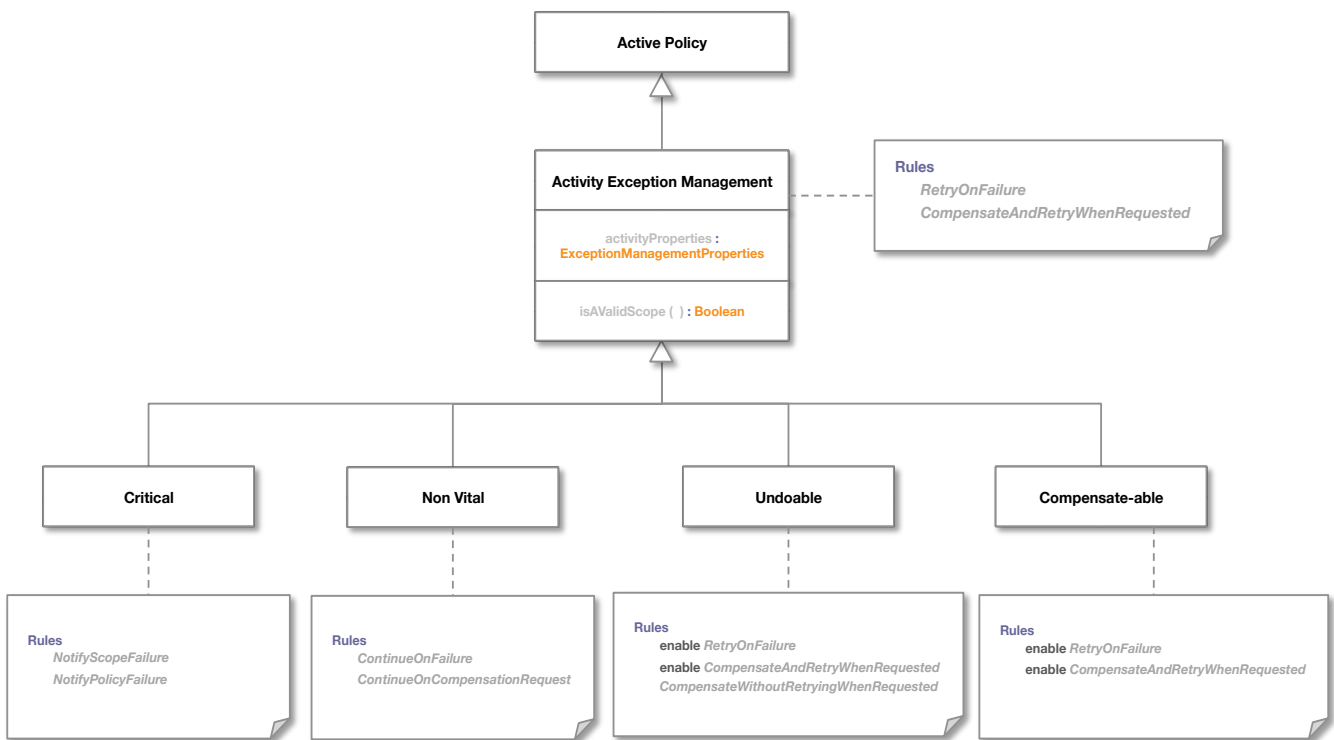 Active Policy
Activity Exception Management
activityProperties :
ExceptionManagementProperties
isAValidScope ( ) : Boolean
Rules
RetryOnFailure
CompensateAndRetryWhenRequested
Critical
Non Vital
Undoable
Compensate-able
Rules
NotifyScopeFailure
NotifyPolicyFailure
Rules
ContinueOnFailure
ContinueOnCompensationRequest
Rules
enable RetryOnFailure
enable CompensateAndRetryWhenRequested
CompensateWithoutRetryingWhenRequested
Rules
enable RetryOnFailure
enable CompensateAndRetryWhenRequested